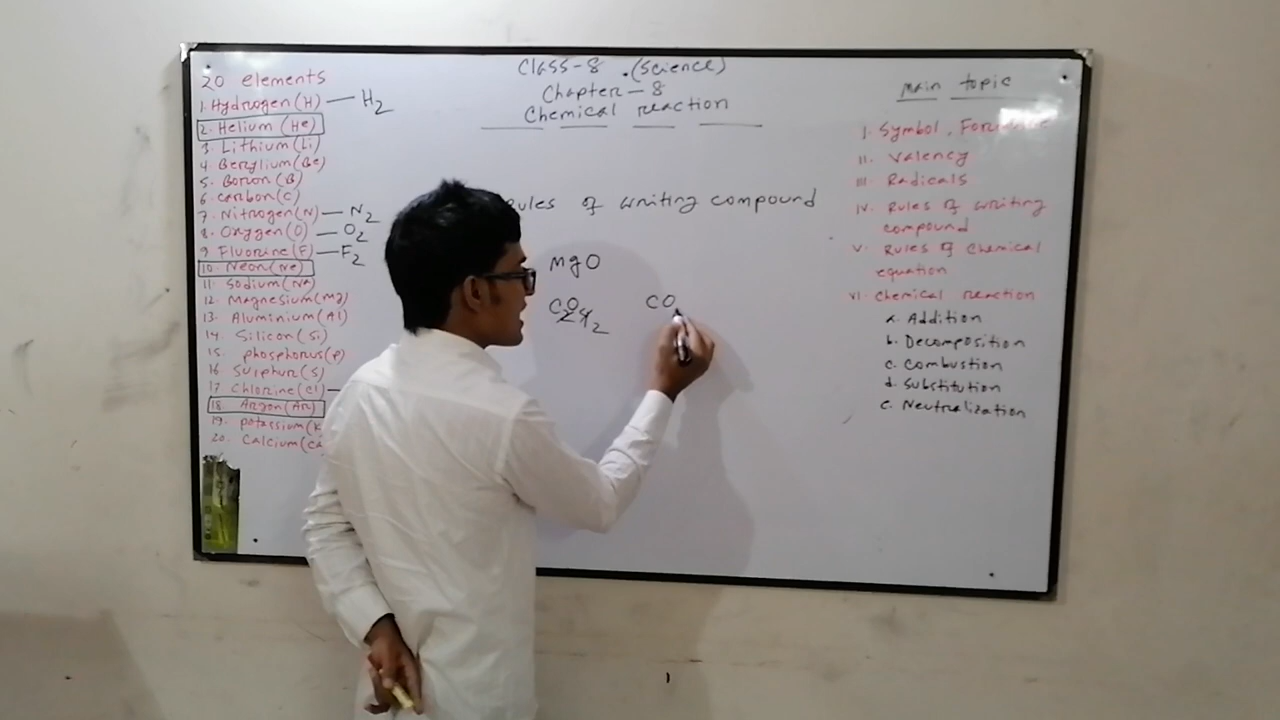 20 elements
1. Hydrogen (H) — H2
2. Helium (He)
3. Lithium (Li)
4. Berylium (Be)
5. Boron (B)
6. Carbon (C)
7. Nitrogen (N) — N2
8. Oxygen (O) — O2
9. Fluorine (F) — F2
10. Neon (Ne)
11. Sodium (Na)
12. Magnesium (Mg)
13. Aluminium (Al)
14. Silicon (Si)
15. phosphorus (P)
16. Sulphur (S)
17. Chlorine (Cl) —
18. Argon (Ar)
19. potassium (K
20. Calcium (Ca
Class-8 . (Science)
Chapter-8
Chemical reaction
Rules of writing compound
MgO
CO
main topic
I. Symbol, Formulae
II. Valency
III. Radicals
IV. Rules of writing
compound
V. Rules of Chemical
equation
VI. Chemical reaction
a. Addition
b. Decomposition
c. Combustion
d. Substitution
e. Neutralization